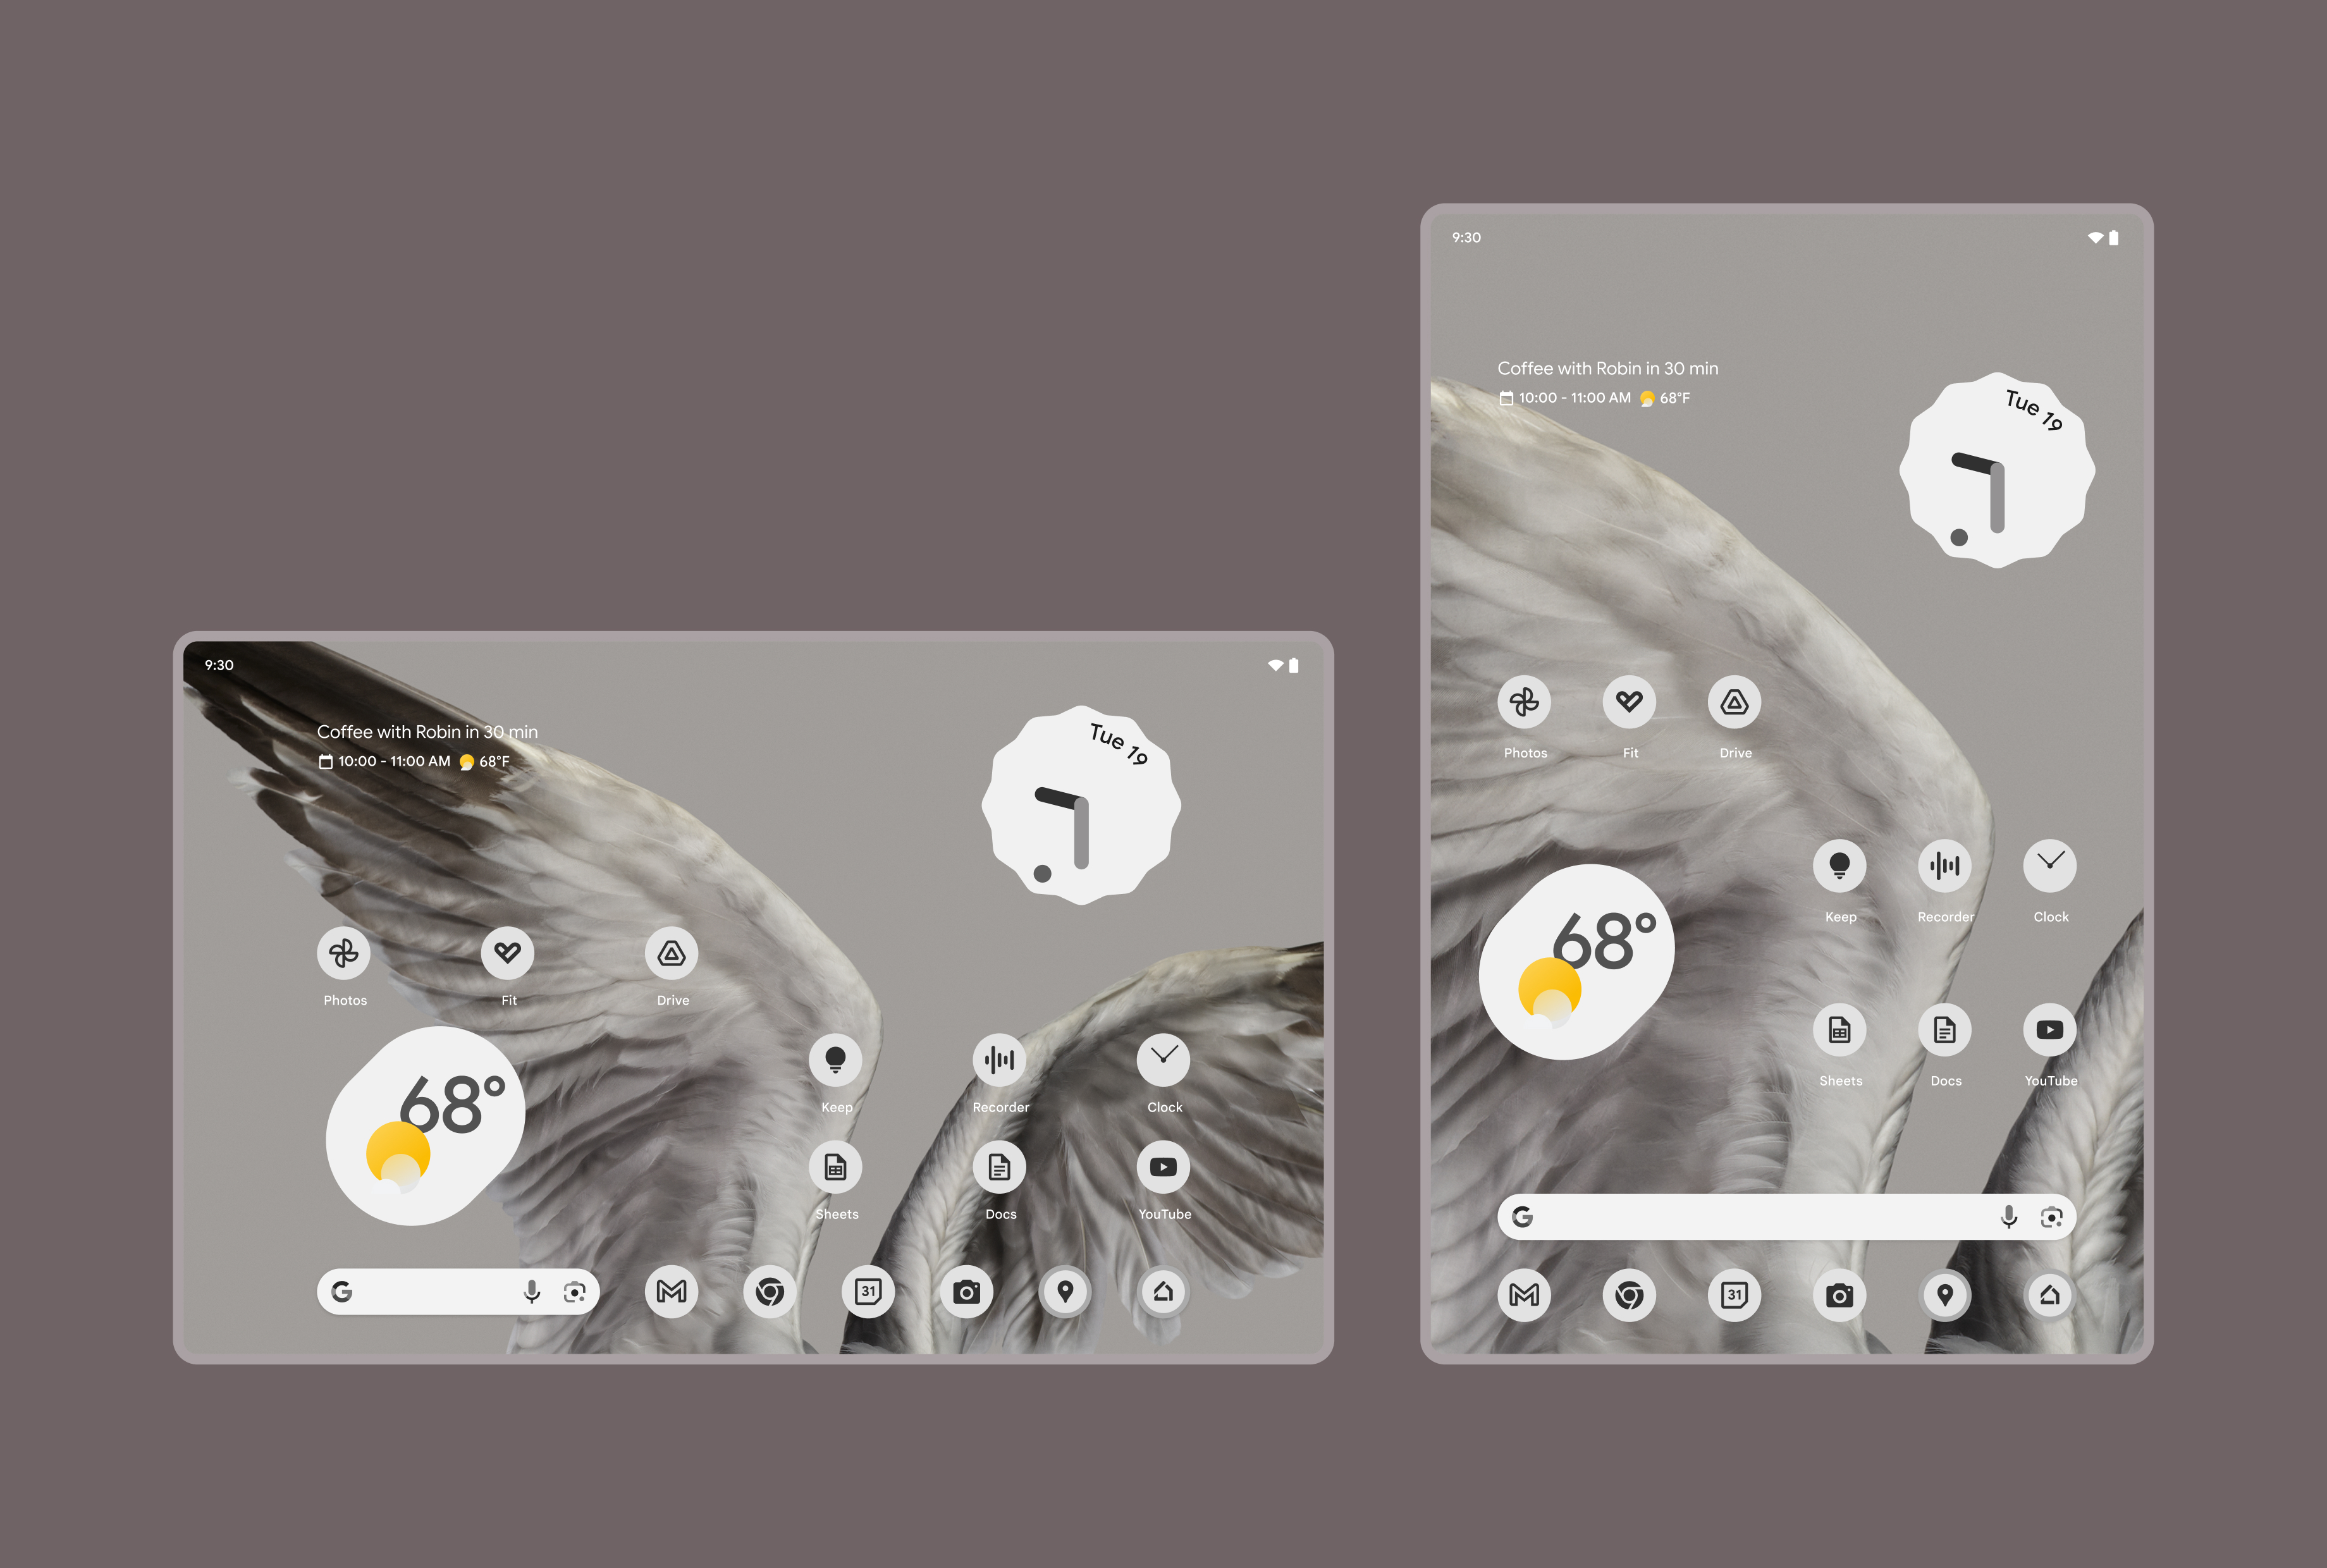 9:30
Coffee with Robin in 30 min
10:00 - 11:00 AM 68°F
Tue 19
Photos Fit Drive
68°
Keep Recorder Clock
Sheets Docs YouTube
G
31
9:30
Coffee with Robin in 30 min
10:00 - 11:00 AM 68°F
Tue 19
Photos Fit Drive
Keep Recorder Clock
68°
Sheets Docs YouTube
G
31